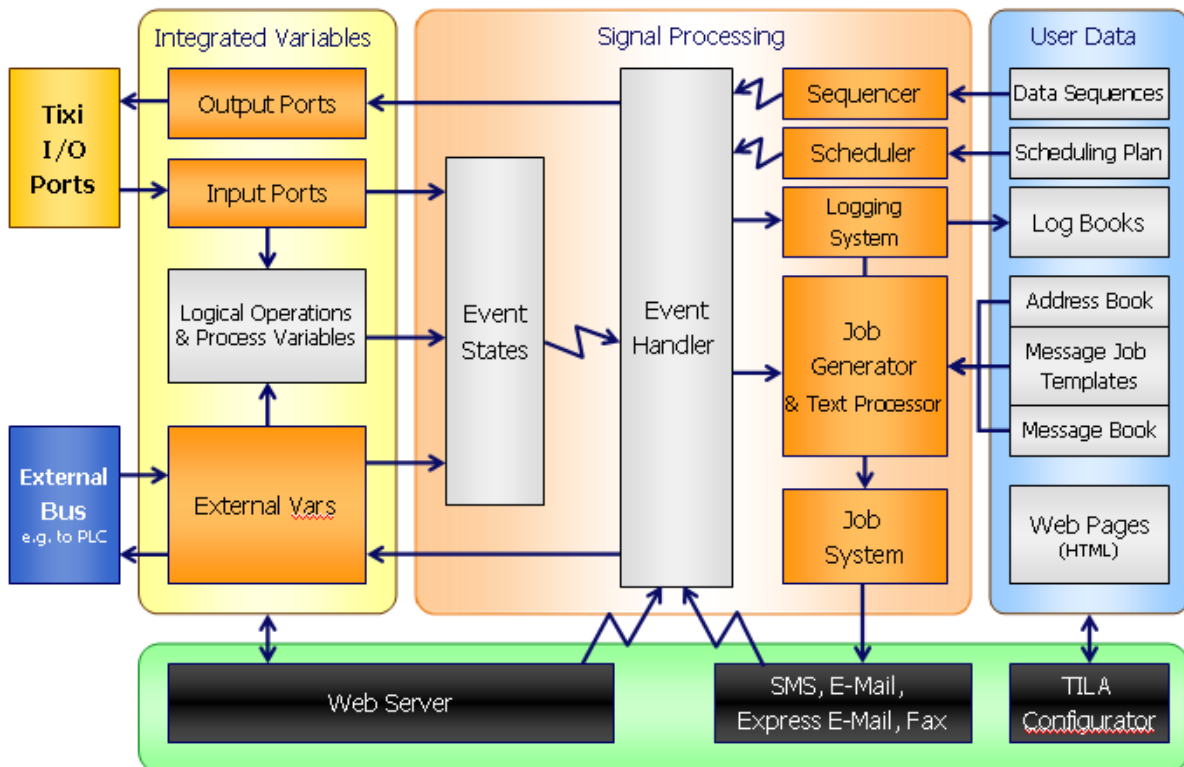 Integrated Variables
Signal Processing
User Data
Tixi
I/O
Ports
Output Ports
Input Ports
Logical Operations
& Process Variables
External
Bus
e.g. to PLC
External Vars
Event
States
Event
Handler
Sequencer
Scheduler
Logging
System
Job
Generator
& Text Processor
Job
System
Data Sequences
Scheduling Plan
Log Books
Address Book
Message Job
Templates
Message Book
Web Pages
(HTML)
Web Server
SMS, E-Mail,
Express E-Mail, Fax
TILA
Configurator